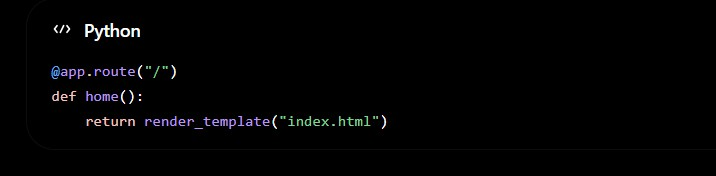 </> Python
@app.route("/")
def home():
    return render_template("index.html")